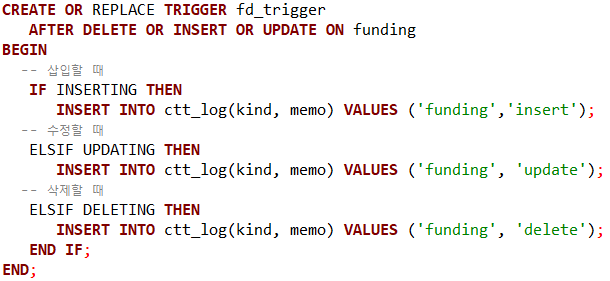 CREATE OR REPLACE TRIGGER fd_trigger
AFTER DELETE OR INSERT OR UPDATE ON funding
BEGIN
-- 삽입할 때
IF INSERTING THEN
INSERT INTO ctt_log(kind, memo) VALUES ('funding','insert');
-- 수정할 때
ELSIF UPDATING THEN
INSERT INTO ctt_log(kind, memo) VALUES ('funding', 'update');
-- 삭제할 때
ELSIF DELETING THEN
INSERT INTO ctt_log(kind, memo) VALUES ('funding', 'delete');
END IF;
END;